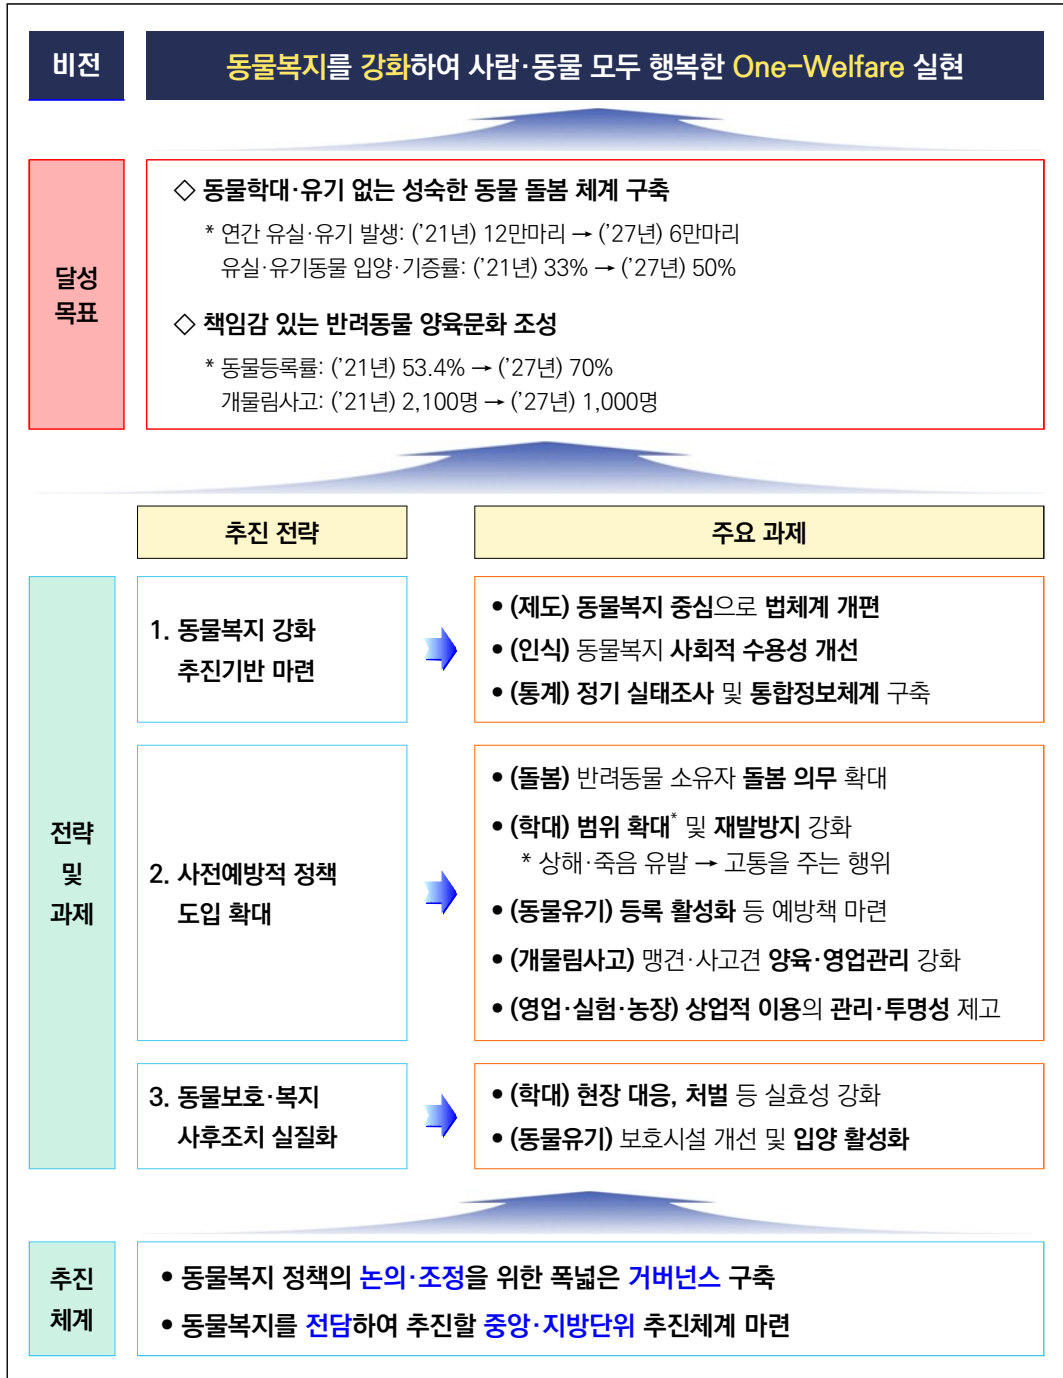 비전
동물복지를 강화하여 사람·동물 모두 행복한 One-Welfare 실현
달성
목표
◇ 동물학대·유기 없는 성숙한 동물 돌봄 체계 구축
* 연간 유실·유기 발생: ('21년) 12만마리 → ('27년) 6만마리
유실·유기동물 입양·기증률: ('21년) 33% → ('27년) 50%
◇ 책임감 있는 반려동물 양육문화 조성
* 동물등록률: ('21년) 53.4% → ('27년) 70%
개물림사고: ('21년) 2,100명 → ('27년) 1,000명
추진 전략
주요 과제
전략
및
과제
1. 동물복지 강화
추진기반 마련
• (제도) 동물복지 중심으로 법체계 개편
• (인식) 동물복지 사회적 수용성 개선
• (통계) 정기 실태조사 및 통합정보체계 구축
2. 사전예방적 정책
도입 확대
• (돌봄) 반려동물 소유자 돌봄 의무 확대
• (학대) 범위 확대* 및 재발방지 강화
* 상해·죽음 유발 → 고통을 주는 행위
• (동물유기) 등록 활성화 등 예방책 마련
• (개물림사고) 맹견·사고견 양육·영업관리 강화
• (영업·실험·농장) 상업적 이용의 관리·투명성 제고
3. 동물보호·복지
사후조치 실질화
• (학대) 현장 대응, 처벌 등 실효성 강화
• (동물유기) 보호시설 개선 및 입양 활성화
추진
체계
• 동물복지 정책의 논의·조정을 위한 폭넓은 거버넌스 구축
• 동물복지를 전담하여 추진할 중앙·지방단위 추진체계 마련